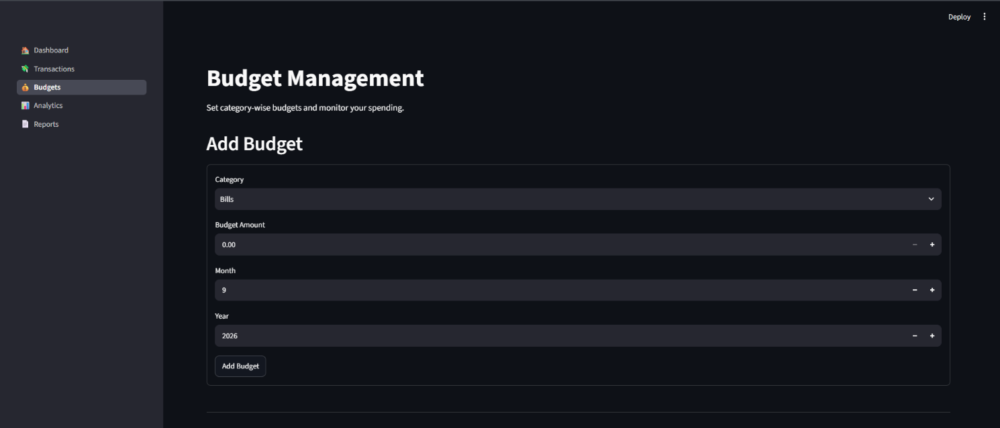 Deploy
Dashboard
Transactions
Budgets
Analytics
Reports
Budget Management
Set category-wise budgets and monitor your spending.
Add Budget
Category
Bills
Budget Amount
0.00
Month
9
Year
2026
Add Budget